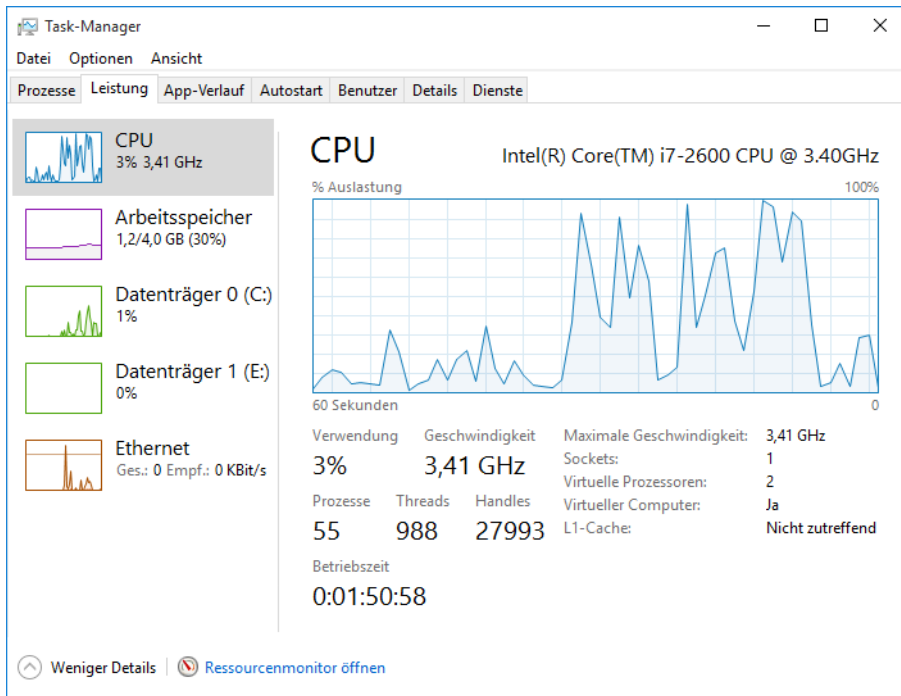 Task-Manager
Datei Optionen Ansicht
Prozesse Leistung App-Verlauf Autostart Benutzer Details Dienste
CPU
3% 3,41 GHz
Arbeitsspeicher
1,2/4,0 GB (30%)
Datenträger 0 (C:)
1%
Datenträger 1 (E:)
0%
Ethernet
Ges.: 0 Empf.: 0 KBit/s
CPU
Intel(R) Core(TM) i7-2600 CPU @ 3.40GHz
% Auslastung 100%
60 Sekunden 0
Verwendung Geschwindigkeit
3% 3,41 GHz
Prozesse Threads Handles
55 988 27993
Betriebszeit
0:01:50:58
Maximale Geschwindigkeit: 3,41 GHz
Sockets: 1
Virtuelle Prozessoren: 2
Virtueller Computer: Ja
L1-Cache: Nicht zutreffend
Weniger Details
Ressourcenmonitor öffnen